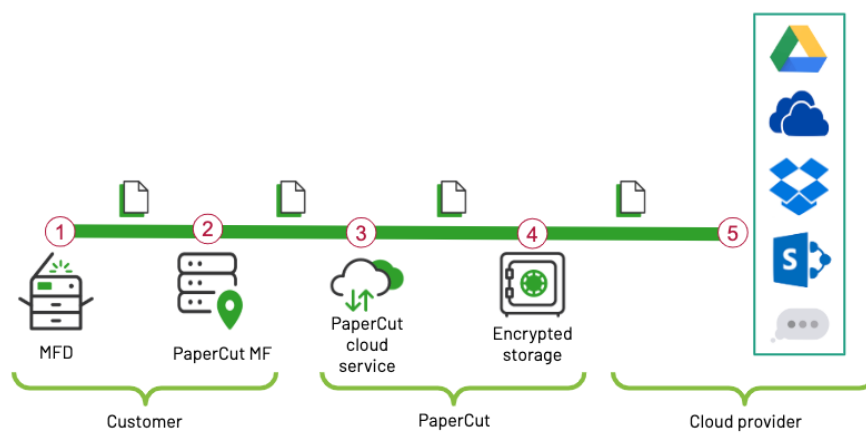 1
2
3
4
5
S
MFD
PaperCut MF
PaperCut
cloud
service
Encrypted
storage
Customer
PaperCut
Cloud provider